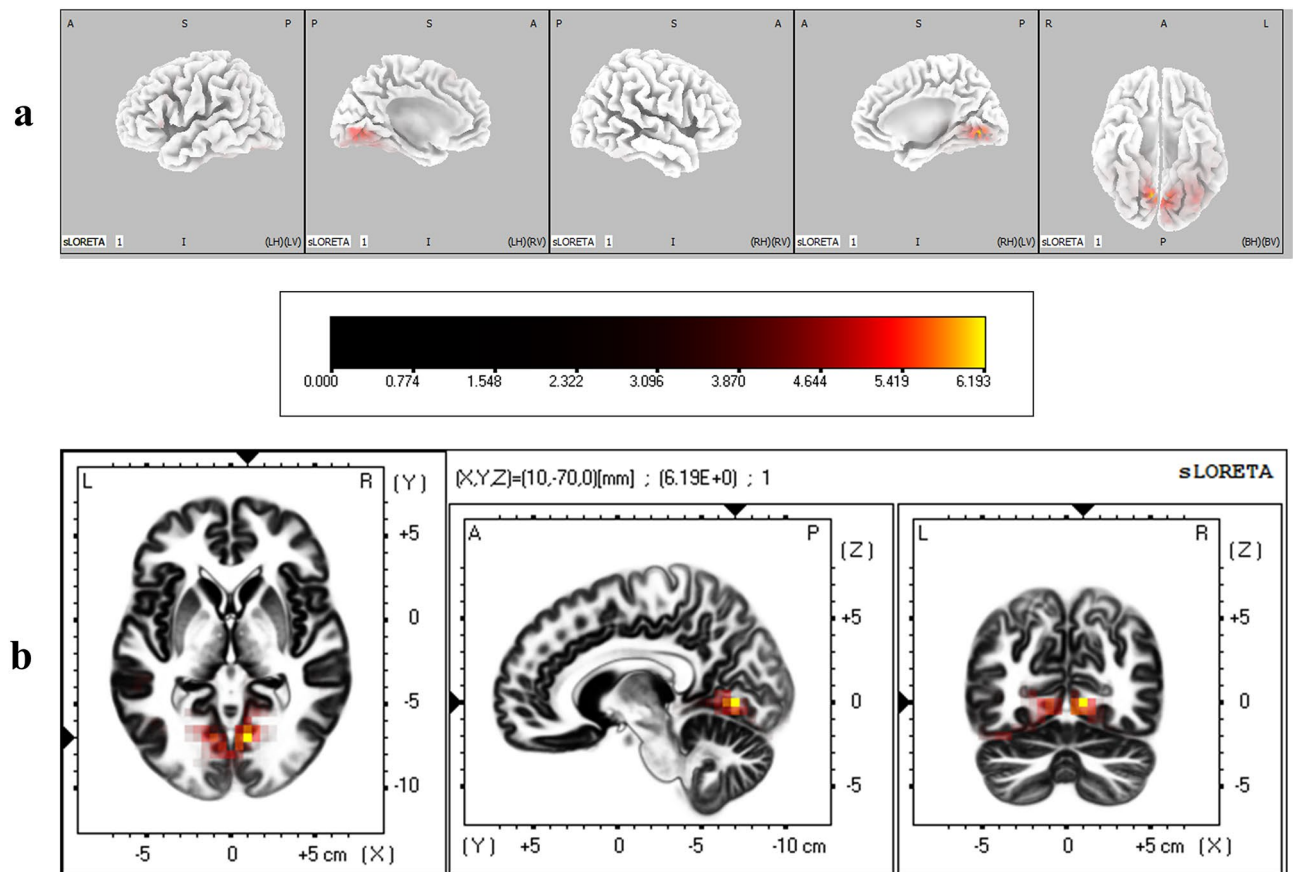 A S P P S A P S A A S P R A L
a
sLORETA 1 I (LH)(LV) sLORETA 1 I (LH)(RV) sLORETA 1 I (RH)(RV) sLORETA 1 I (RH)(LV) sLORETA 1 P (BH)(BV)
0.000 0.774 1.548 2.322 3.096 3.870 4.644 5.419 6.193
b
(X,Y,Z)=(10,-70,0)[mm] ; (6.19E+0) ; 1 sLORETA
L R (Y)
+5
0
-5
-10
-5 0 +5 cm (X)
A P (Z)
+5
0
-5
(Y) +5 0 -5 -10 cm
L R (Z)
+5
0
-5
-5 0 +5 cm (X)